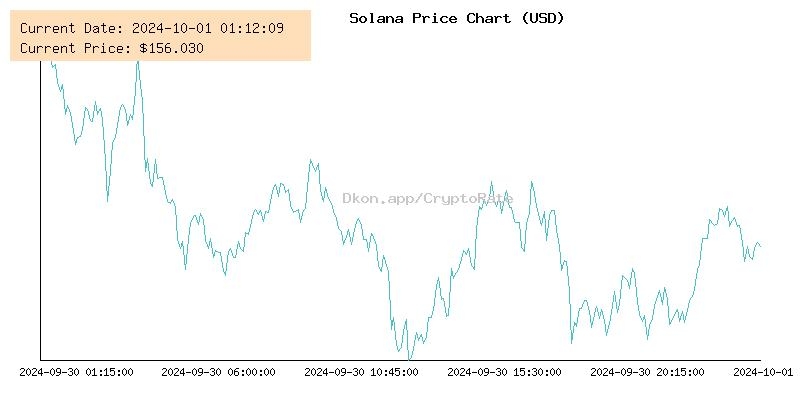 Solana Price Chart (USD)
Current Date: 2024-10-01 01:12:09
Current Price: $156.030
Dkon.app/CryptoRate
2024-09-30 01:15:00
2024-09-30 06:00:00
2024-09-30 10:45:00
2024-09-30 15:30:00
2024-09-30 20:15:00
2024-10-01